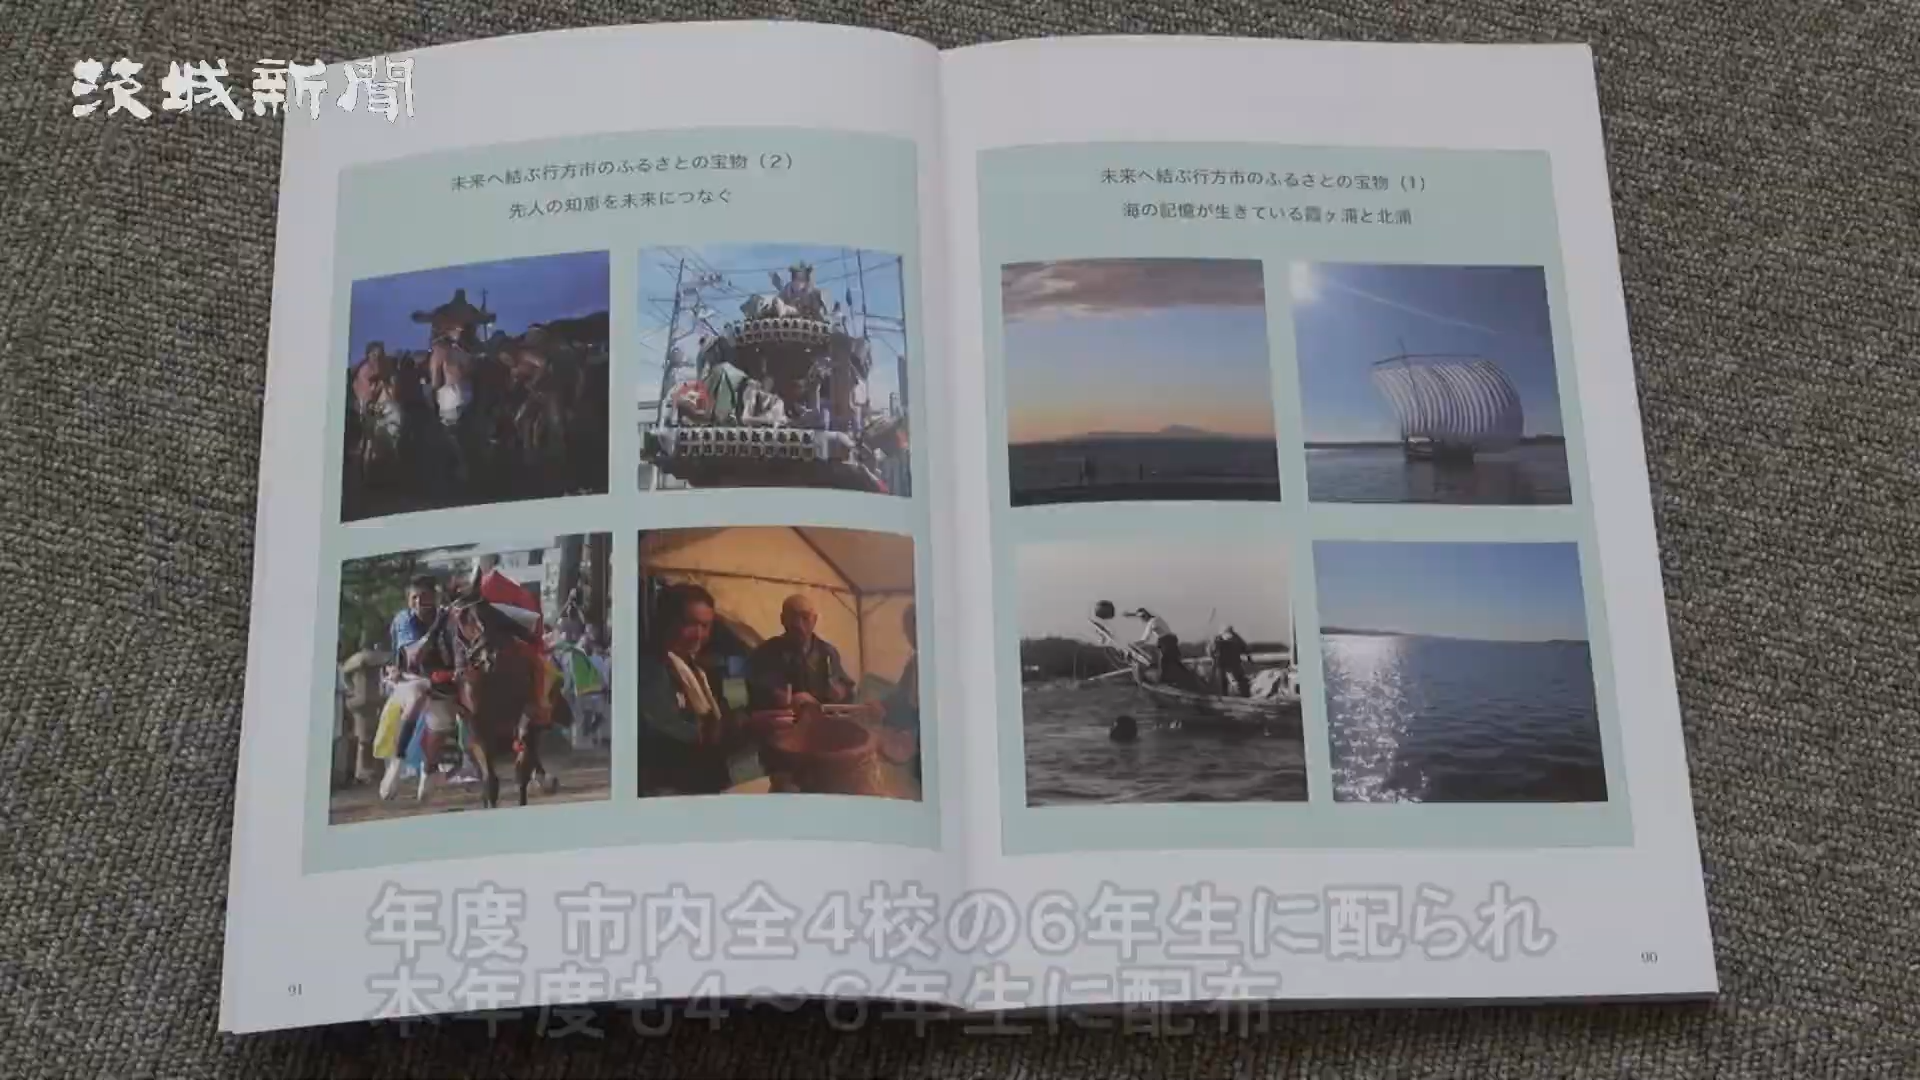 茨城新聞
未来へ結ぶ行方市のふるさとの宝物（2）
先人の知恵を未来につなぐ
未来へ結ぶ行方市のふるさとの宝物（1）
海の記憶が生きている霞ヶ浦と北浦
年度 市内全4校の6年生に配られ
本年度も4〜6年生に配布
91
90